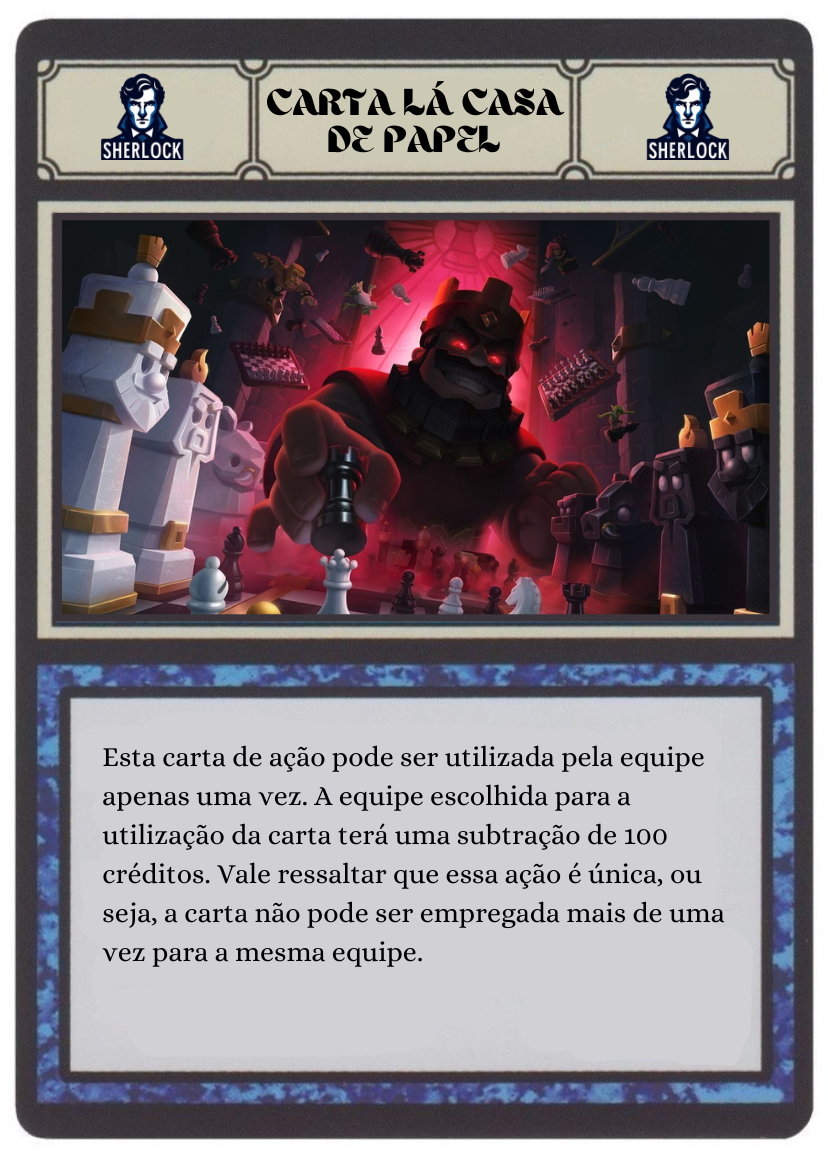 CARTA LÁ CASA
DE PAPEL
SHERLOCK
SHERLOCK
Esta carta de ação pode ser utilizada pela equipe
apenas uma vez. A equipe escolhida para a
utilização da carta terá uma subtração de 100
créditos. Vale ressaltar que essa ação é única, ou
seja, a carta não pode ser empregada mais de uma
vez para a mesma equipe.